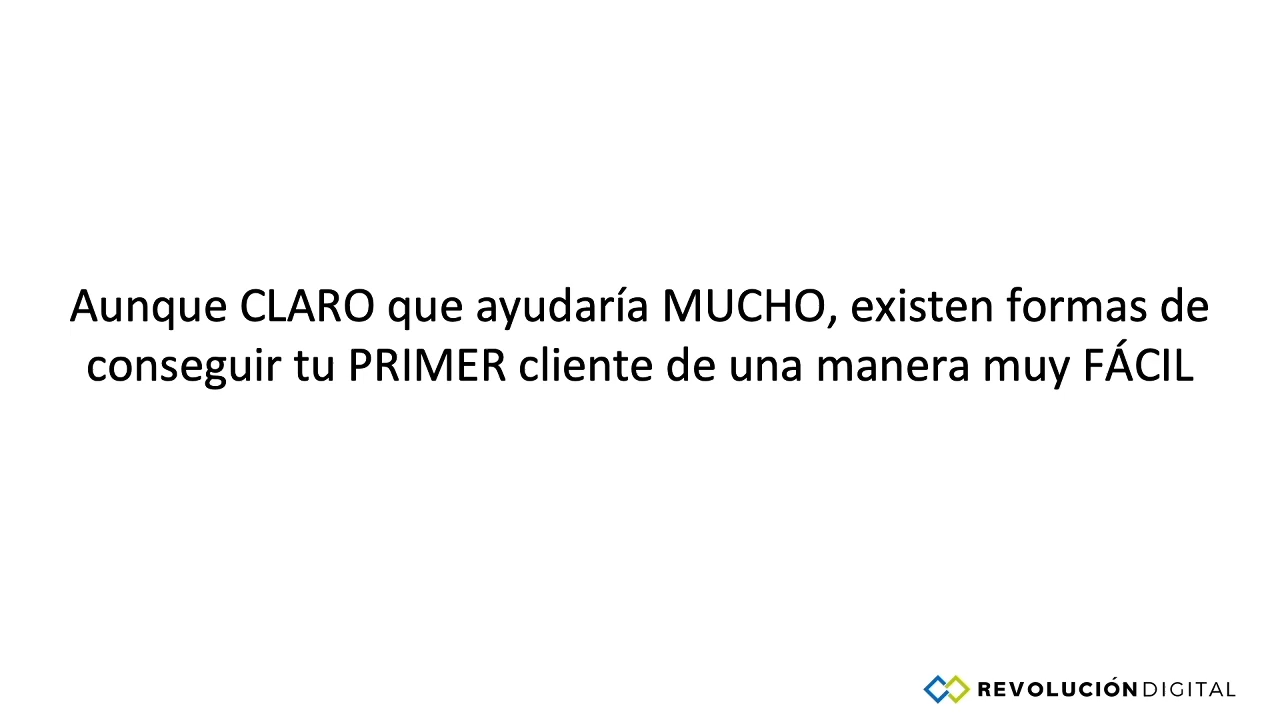 Aunque CLARO que ayudaría MUCHO, existen formas de
conseguir tu PRIMER cliente de una manera muy FÁCIL
REVOLUCIÓN DIGITAL